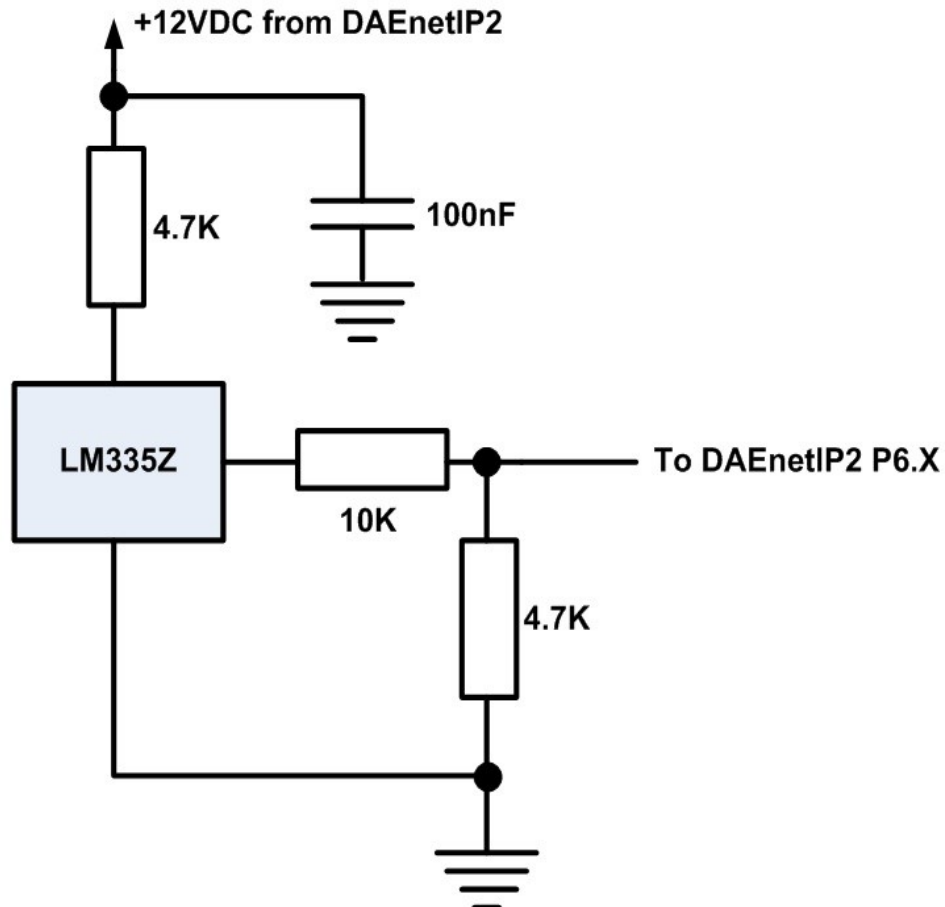 +12VDC from DAEnetIP2
4.7K
100nF
LM335Z
To DAEnetIP2 P6.X
10K
4.7K